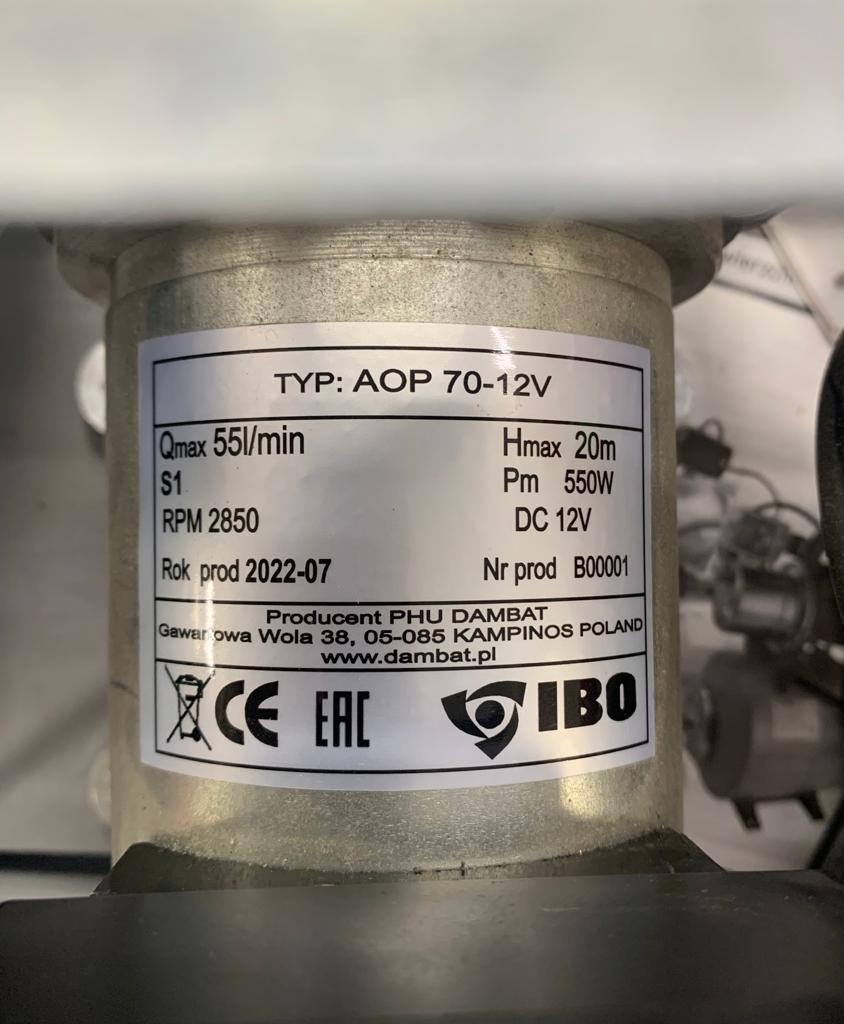 TYP: AOP 70-12V
Qmax 55l/min Hmax 20m
S1 Pm 550W
RPM 2850 DC 12V
Rok prod 2022-07 Nr prod B00001
Producent PHU DAMBAT
Gawartowa Wola 38, 05-085 KAMPINOS POLAND
www.dambat.pl
CE EAC IBO